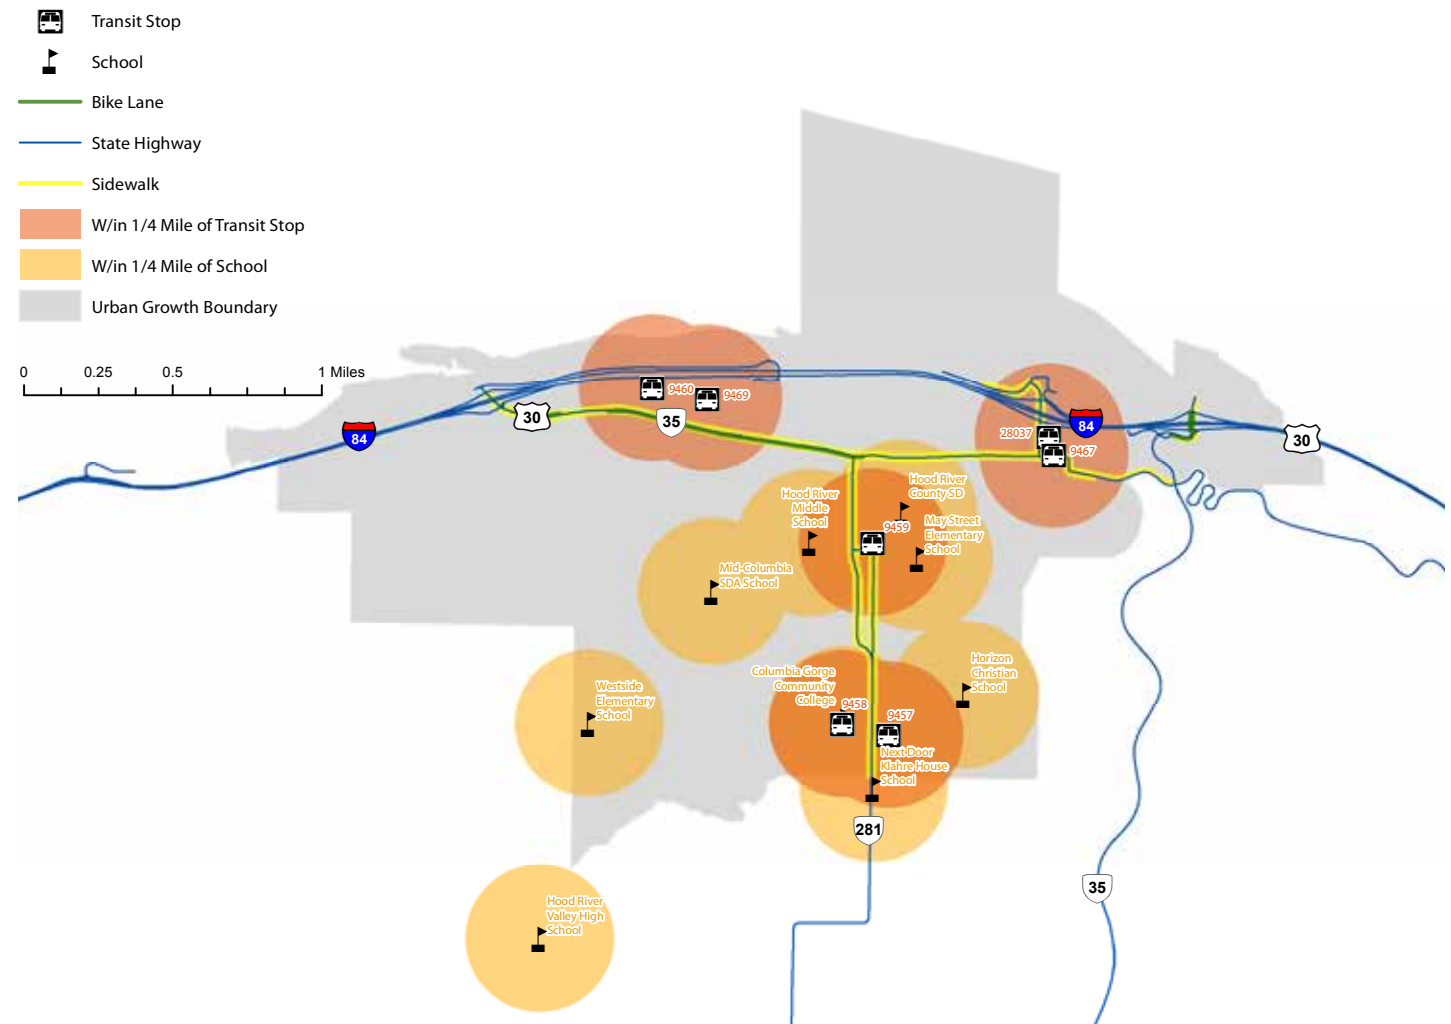 Transit Stop
School
Bike Lane
State Highway
Sidewalk
W/in 1/4 Mile of Transit Stop
W/in 1/4 Mile of School
Urban Growth Boundary
0 0.25 0.5 1 Miles
9460
9469
30
35
84
28037
84
9467
30
Hood River
Middle
School
Hood River
County SD
9459
May Street
Elementary
School
Mid-Columbia
SDA School
Columbia Gorge
Community
College
9458
9457
Horizon
Christian
School
Westside
Elementary
School
Next Door
Klahre House
School
281
35
Hood River
Valley High
School